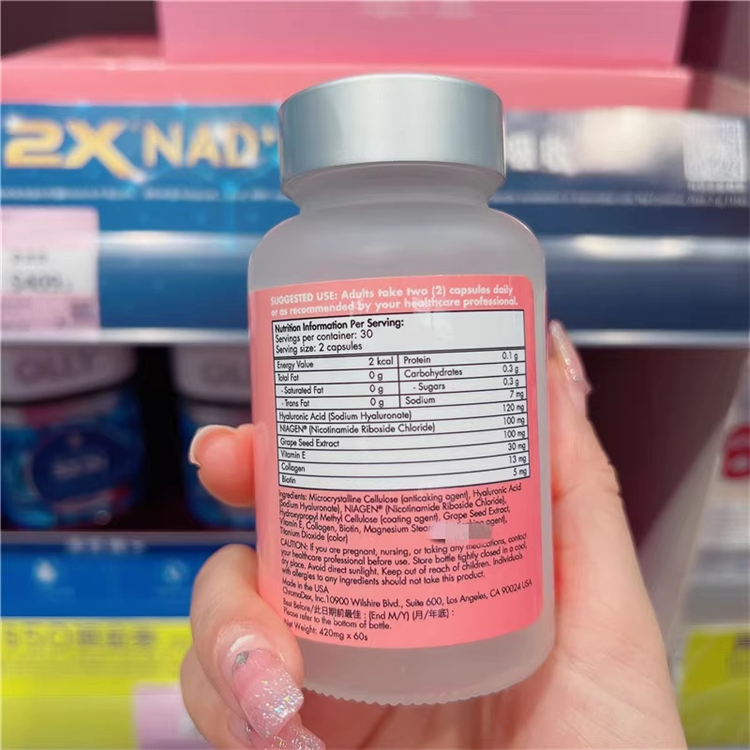 2X NAD+
SUGGESTED USE: Adults take two (2) capsules daily
or as recommended by your healthcare professional.
Nutrition Information Per Serving:
Servings per container: 30
Serving size: 2 capsules
Energy Value 2 kcal Protein 0.1 g
Total Fat 0 g Carbohydrates 0.3 g
- Saturated Fat 0 g - Sugars 0.3 g
- Trans Fat 0 g Sodium 7 mg
Hyaluronic Acid (Sodium Hyaluronate) 120 mg
NIAGEN® (Nicotinamide Riboside Chloride) 100 mg
Grape Seed Extract 100 mg
Vitamin E 30 mg
Collagen 13 mg
Biotin 5 mg
Ingredients: Microcrystalline Cellulose (anticaking agent), Hyaluronic Acid
(Sodium Hyaluronate), NIAGEN® (Nicotinamide Riboside Chloride),
Hydroxypropyl Methyl Cellulose (coating agent), Grape Seed Extract,
Vitamin E, Collagen, Biotin, Magnesium agent),
Titanium Dioxide (color)
CAUTION: If you are pregnant, nursing, or taking any medications, contact
your healthcare professional before use. Store bottle tightly closed in a cool,
dry place. Avoid direct sunlight. Keep out of reach of children. Individuals
with allergies to any ingredients should not take this product.
Made in the USA
ChromaDex, Inc.10900 Wilshire Blvd., Suite 600, Los Angeles, CA 90024 USA
Best Before/此日期前最佳 : (End M/Y) (月/年底) :
Please refer to the bottom of bottle.
Net Weight: 420mg x 60s